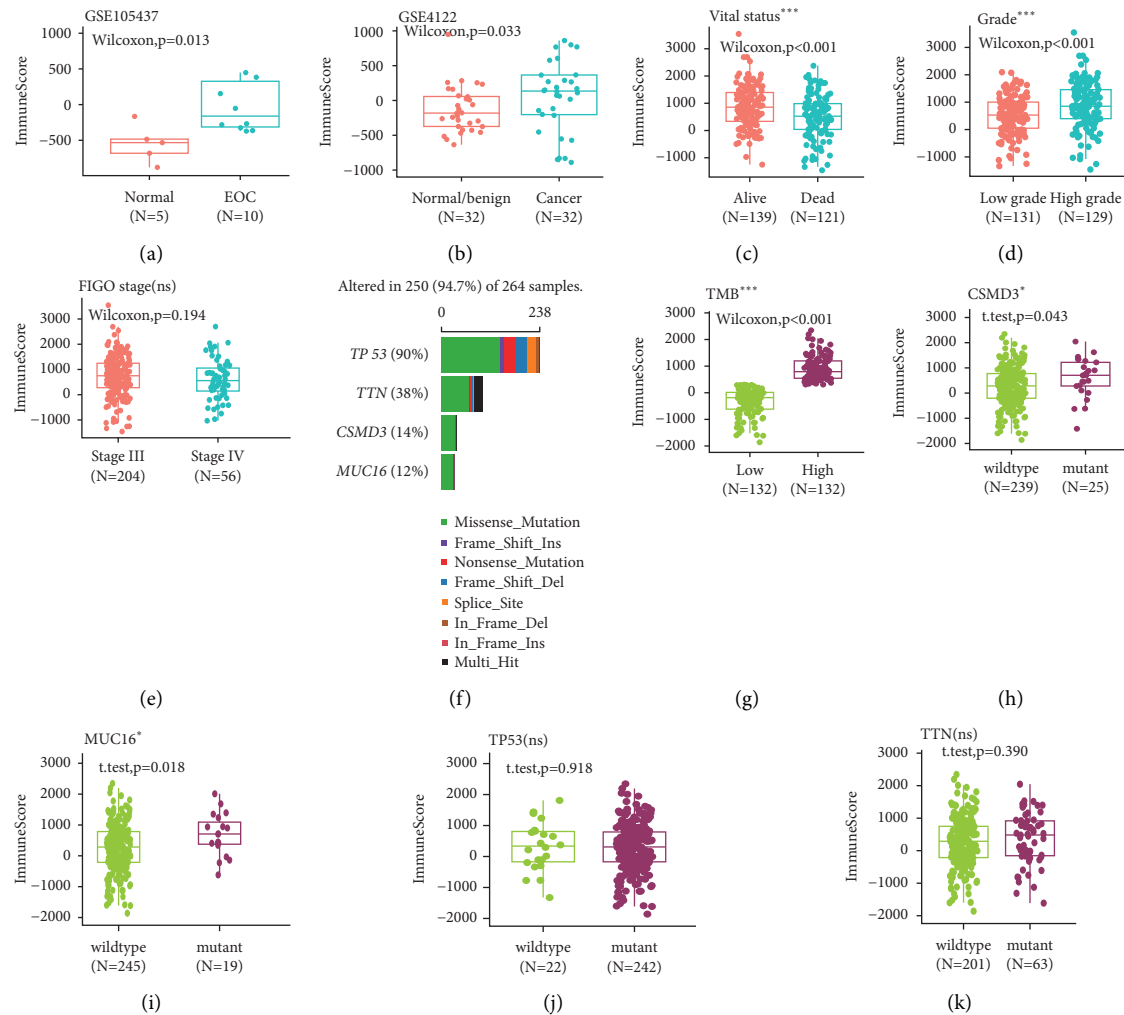 GSE105437
Wilcoxon,p=0.013
ImmuneScore
1000
500
0
−500
−1000
Normal
(N=5)
EOC
(N=10)
(a)
GSE4122
Wilcoxon,p=0.033
ImmuneScore
1000
500
0
−500
−1000
Normal/benign
(N=32)
Cancer
(N=32)
(b)
Vital status***
Wilcoxon,p<0.001
ImmuneScore
3000
2000
1000
0
−1000
Alive
(N=139)
Dead
(N=121)
(c)
Grade***
Wilcoxon,p<0.001
ImmuneScore
3000
2000
1000
0
−1000
Low grade
(N=131)
High grade
(N=129)
(d)
FIGO stage(ns)
Wilcoxon,p=0.194
ImmuneScore
3000
2000
1000
0
−1000
Stage III
(N=204)
Stage IV
(N=56)
(e)
Altered in 250 (94.7%) of 264 samples.
0
238
TP 53 (90%)
TTN (38%)
CSMD3 (14%)
MUC16 (12%)
Missense_Mutation
Frame_Shift_Ins
Nonsense_Mutation
Frame_Shift_Del
Splice_Site
In_Frame_Del
In_Frame_Ins
Multi_Hit
(f)
TMB***
Wilcoxon,p<0.001
ImmuneScore
3000
2000
1000
0
−1000
−2000
Low
(N=132)
High
(N=132)
(g)
CSMD3*
t.test,p=0.043
ImmuneScore
3000
2000
1000
0
−1000
−2000
wildtype
(N=239)
mutant
(N=25)
(h)
MUC16*
t.test,p=0.018
ImmuneScore
3000
2000
1000
0
−1000
−2000
wildtype
(N=245)
mutant
(N=19)
(i)
TP53(ns)
t.test,p=0.918
ImmuneScore
3000
2000
1000
0
−1000
−2000
wildtype
(N=22)
mutant
(N=242)
(j)
TTN(ns)
t.test,p=0.390
ImmuneScore
3000
2000
1000
0
−1000
−2000
wildtype
(N=201)
mutant
(N=63)
(k)